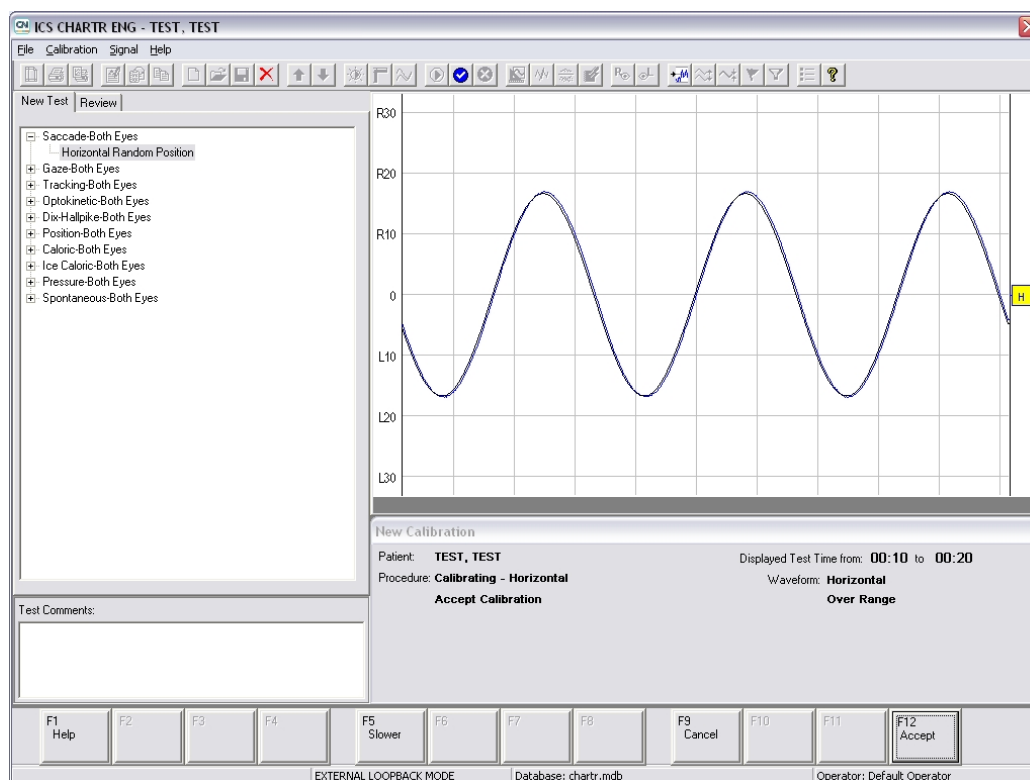 CN ICS CHARTR ENG - TEST, TEST
File Calibration Signal Help
New Test Review
Saccade-Both Eyes
Horizontal Random Position
Gaze-Both Eyes
Tracking-Both Eyes
Optokinetic-Both Eyes
Dix-Hallpike-Both Eyes
Position-Both Eyes
Caloric-Both Eyes
Ice Caloric-Both Eyes
Pressure-Both Eyes
Spontaneous-Both Eyes
R30
R20
R10
0
L10
L20
L30
H
New Calibration
Patient: TEST, TEST Displayed Test Time from: 00:10 to 00:20
Procedure: Calibrating - Horizontal Waveform: Horizontal
Accept Calibration Over Range
Test Comments:
F1 F2 F3 F4 F5 F6 F7 F8 F9 F10 F11 F12
Help Slower Cancel Accept
EXTERNAL LOOPBACK MODE Database: chartr.mdb Operator: Default Operator